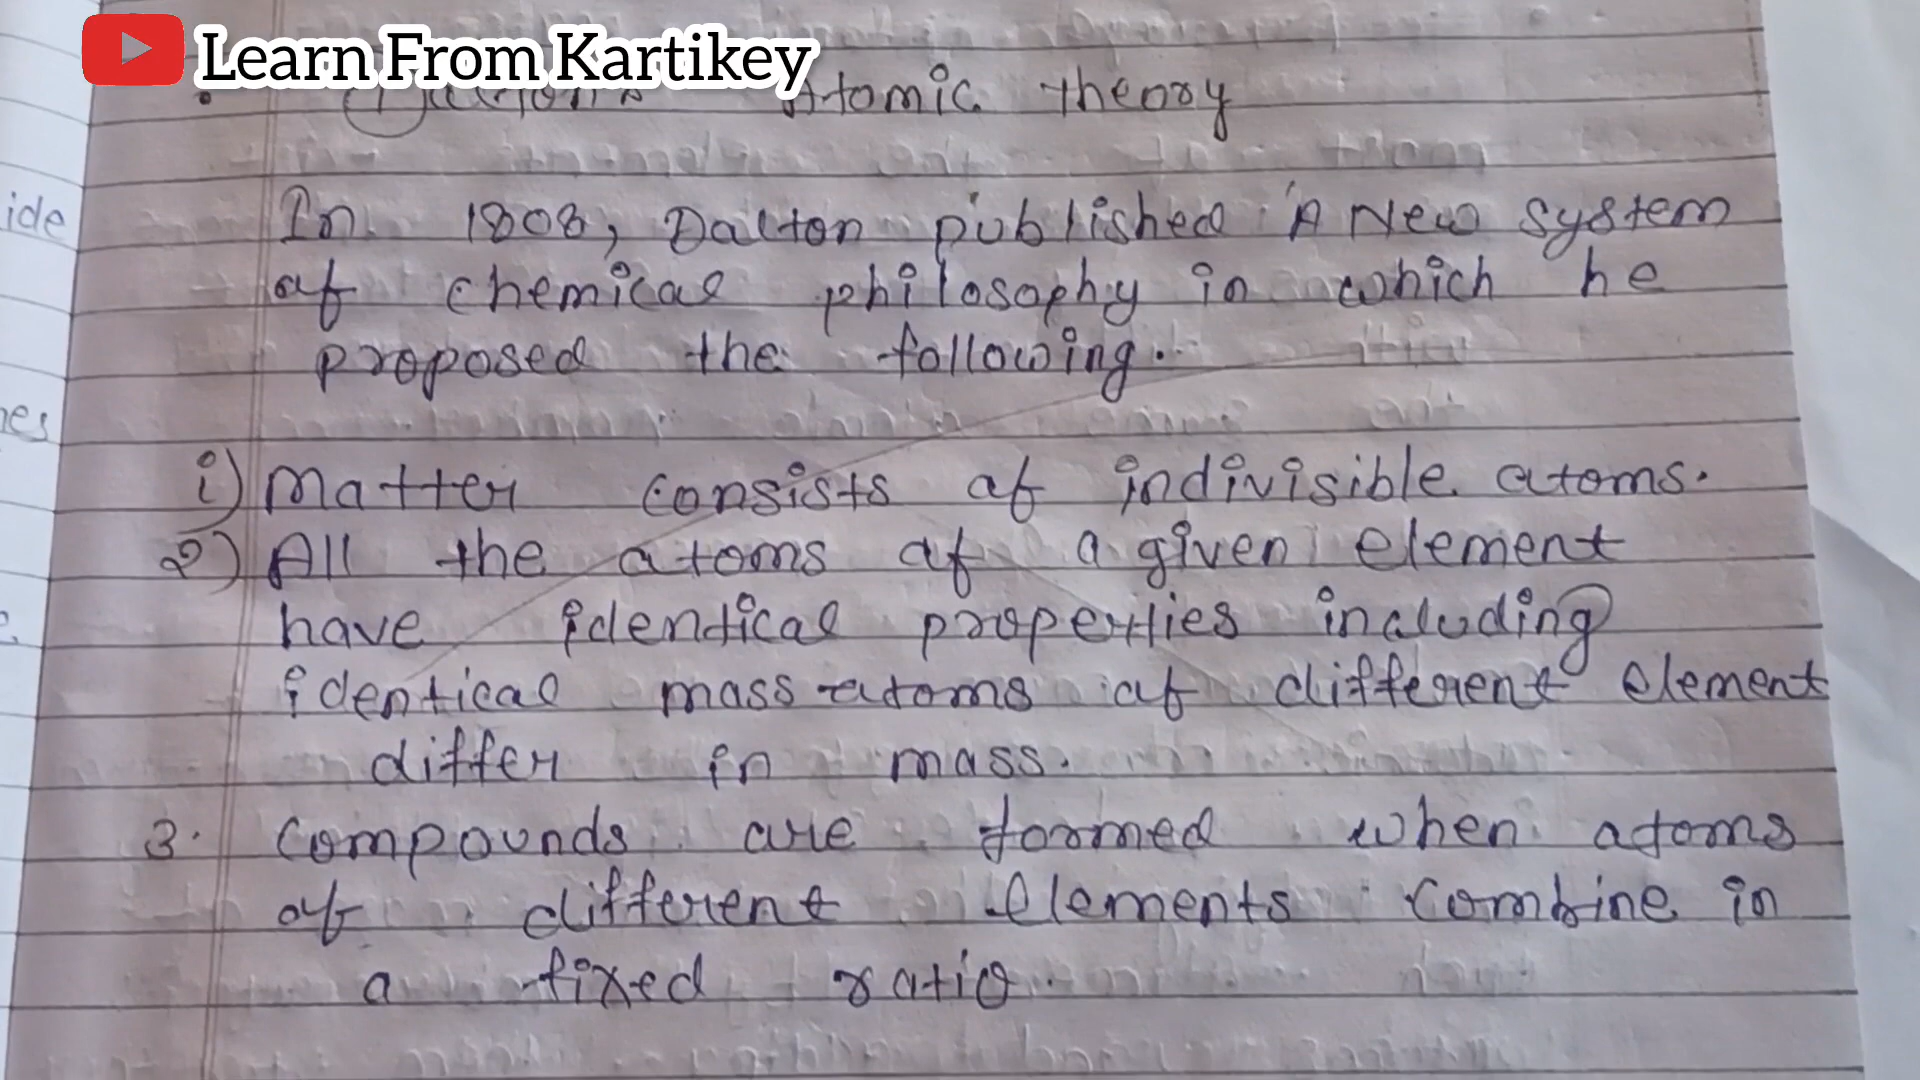 Learn From Kartikey
Atomic theory
In 1808, Dalton published 'A New System
of chemical philosophy in which he
proposed the following.
i) Matter consists of indivisible atoms.
2) All the atoms of a given element
have identical properties including
identical mass atoms of different element
differ in mass.
3. Compounds are formed when atoms
of different elements combine in
a fixed ratio.
ide